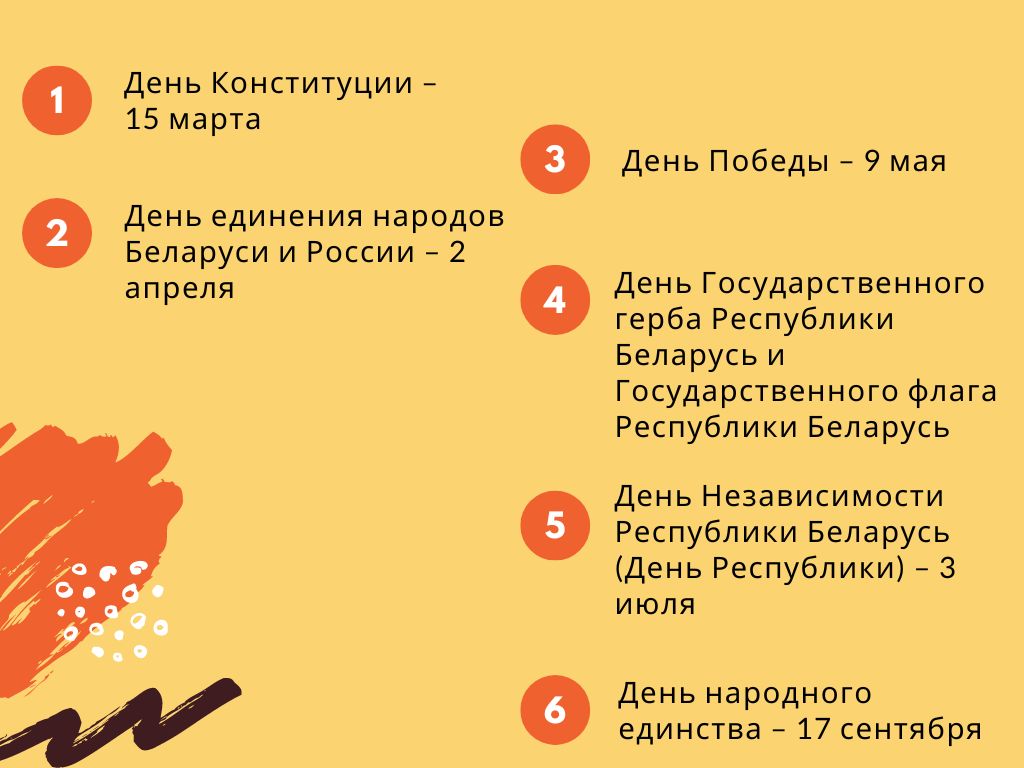 1
День Конституции –
15 марта
2
День единения народов
Беларуси и России – 2
апреля
3
День Победы – 9 мая
4
День Государственного
герба Республики
Беларусь и
Государственного флага
Республики Беларусь
5
День Независимости
Республики Беларусь
(День Республики) – 3
июля
6
День народного
единства – 17 сентября